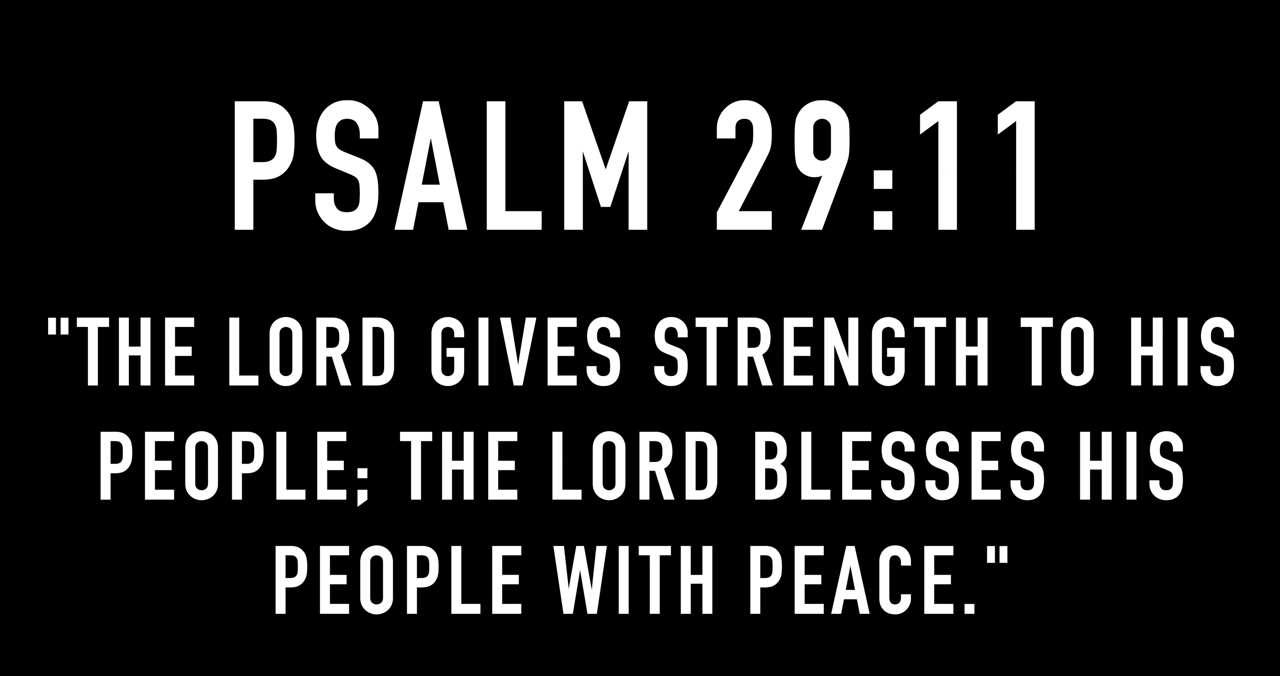 PSALM 29:11
"THE LORD GIVES STRENGTH TO HIS
PEOPLE; THE LORD BLESSES HIS
PEOPLE WITH PEACE."